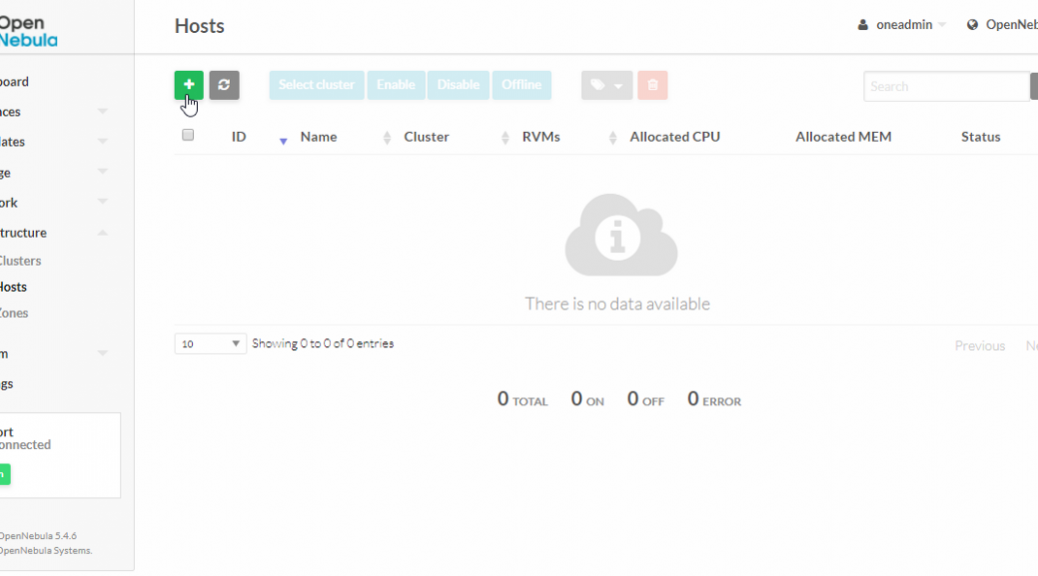 Open
Nebula
Hosts
oneadmin
OpenNeb
board
nces
lates
ge
ork
tructure
Clusters
Hosts
Zones
m
gs
ort
onnected
n
OpenNebula 5.4.6
OpenNebula Systems.
Select cluster Enable Disable Offline
Search
ID Name Cluster RVMs Allocated CPU Allocated MEM Status
There is no data available
10 Showing 0 to 0 of 0 entries
Previous Ne
0 TOTAL 0 ON 0 OFF 0 ERROR